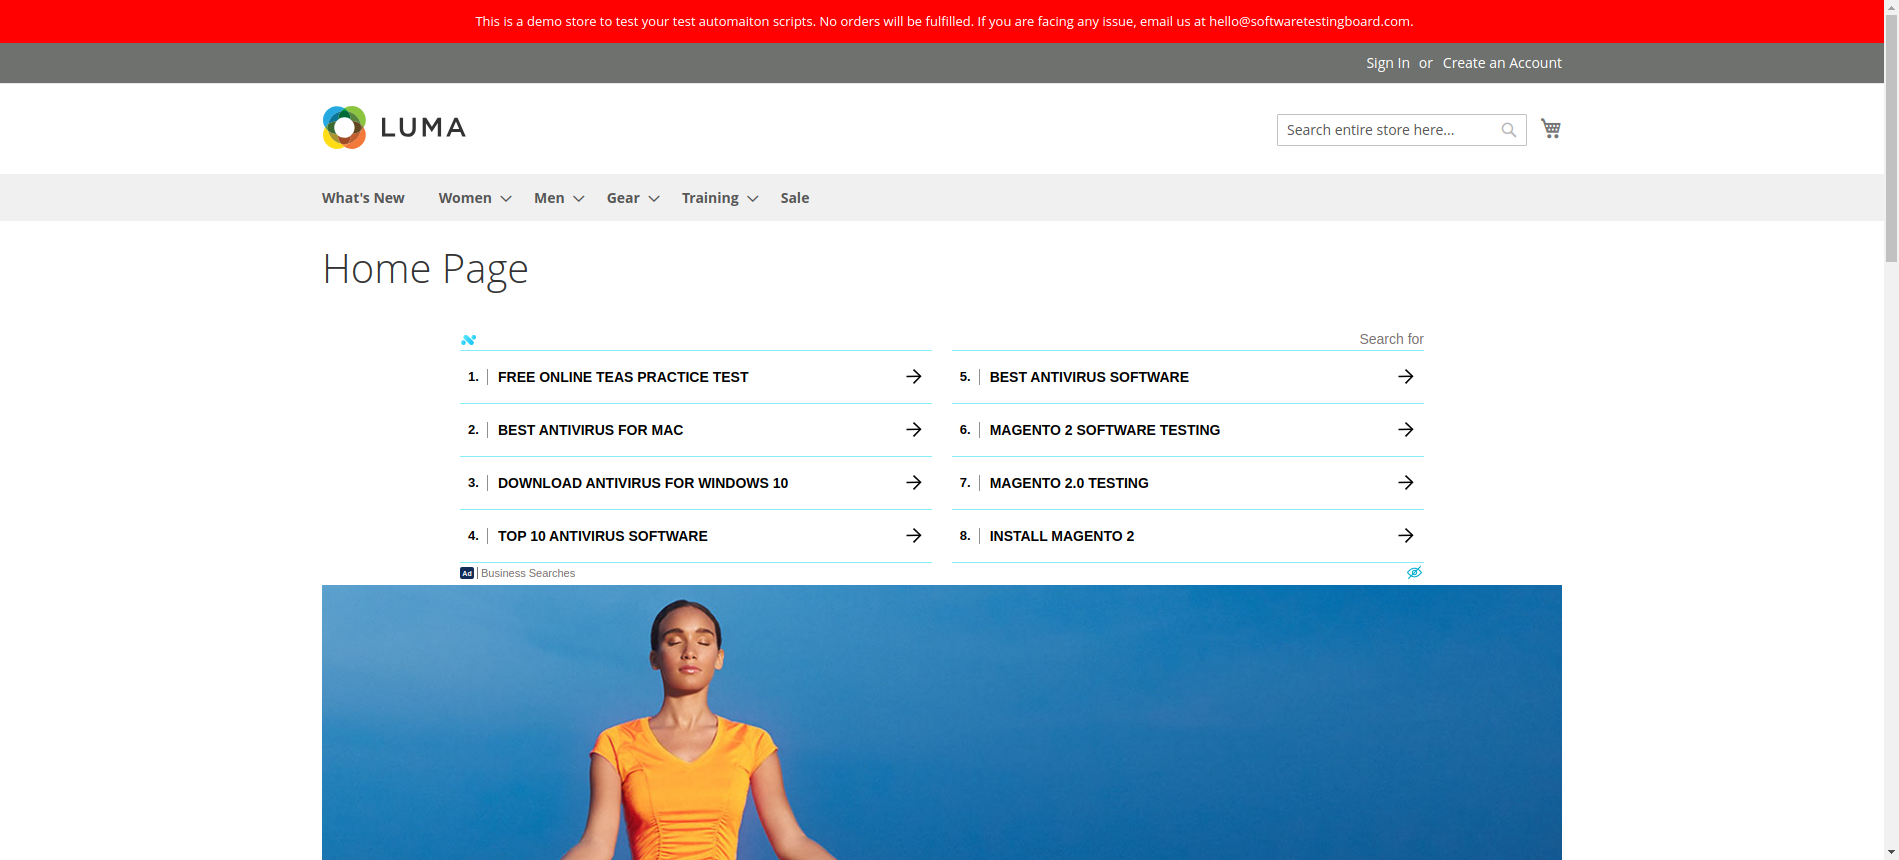 This is a demo store to test your test automaiton scripts. No orders will be fulfilled. If you are facing any issue, email us at hello@softwaretestingboard.com.
Sign In or Create an Account
LUMA
Search entire store here...
What's New Women Men Gear Training Sale
Home Page
Search for
1. FREE ONLINE TEAS PRACTICE TEST
2. BEST ANTIVIRUS FOR MAC
3. DOWNLOAD ANTIVIRUS FOR WINDOWS 10
4. TOP 10 ANTIVIRUS SOFTWARE
5. BEST ANTIVIRUS SOFTWARE
6. MAGENTO 2 SOFTWARE TESTING
7. MAGENTO 2.0 TESTING
8. INSTALL MAGENTO 2
Ad Business Searches